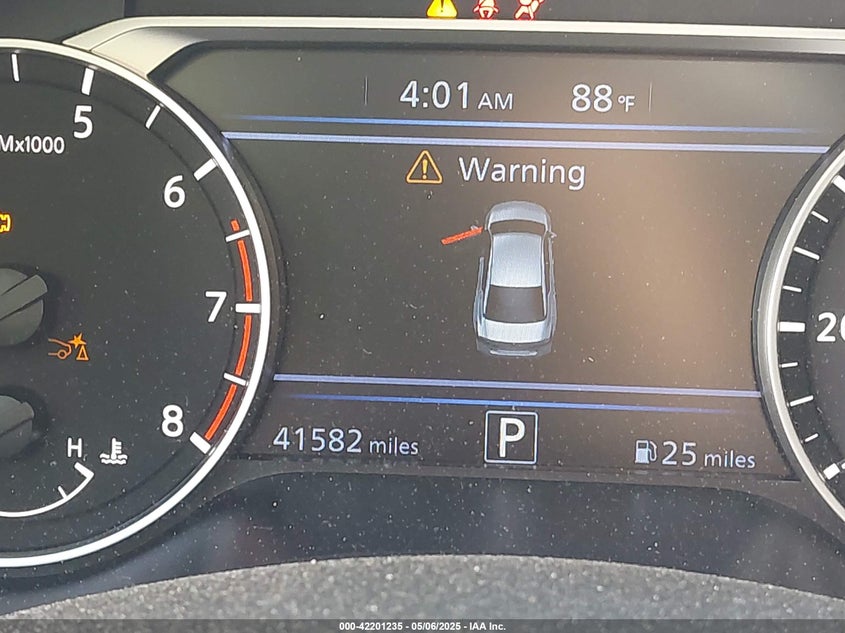 4:01 AM 88°F
5
Mx1000
Warning
6
7
20
8
H
41582 miles P 25 miles
000-42201235 - 05/06/2025 - IAA Inc.